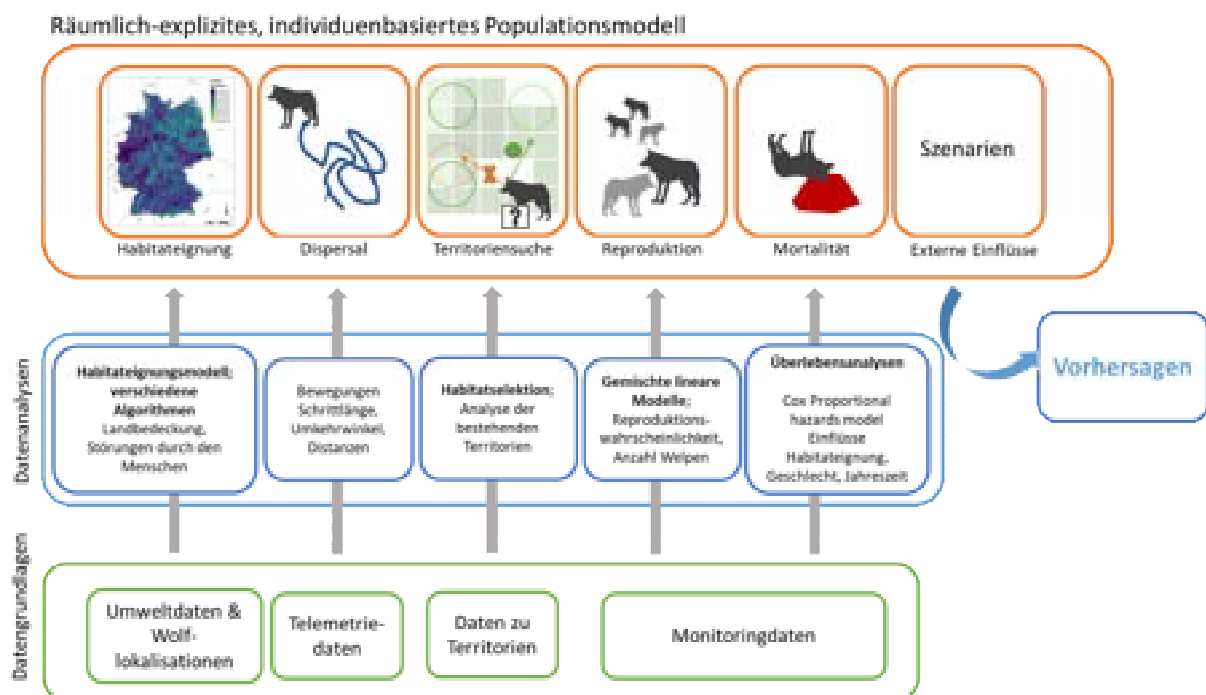 Räumlich-explizites, individuenbasiertes Populationsmodell
Szenarien
Habitateignung
Dispersal
Territoriensuche
Reproduktion
Mortalität
Externe Einflüsse
?
Datenanalysen
Habitateignungsmodell;
verschiedene
Algorithmen
Landbedeckung,
Störungen durch den
Menschen
Bewegungen
Schrittlänge,
Umkehrwinkel,
Distanzen
Habitatselektion;
Analyse der
bestehenden
Territorien
Gemischte lineare
Modelle;
Reproduktions-
wahrscheinlichkeit,
Anzahl Welpen
Überlebensanalysen
Cox Proportional
hazards model
Einflüsse
Habitateignung,
Geschlecht, Jahreszeit
Vorhersagen
Datengrundlagen
Umweltdaten &
Wolf-
lokalisationen
Telemetrie-
daten
Daten zu
Territorien
Monitoringdaten